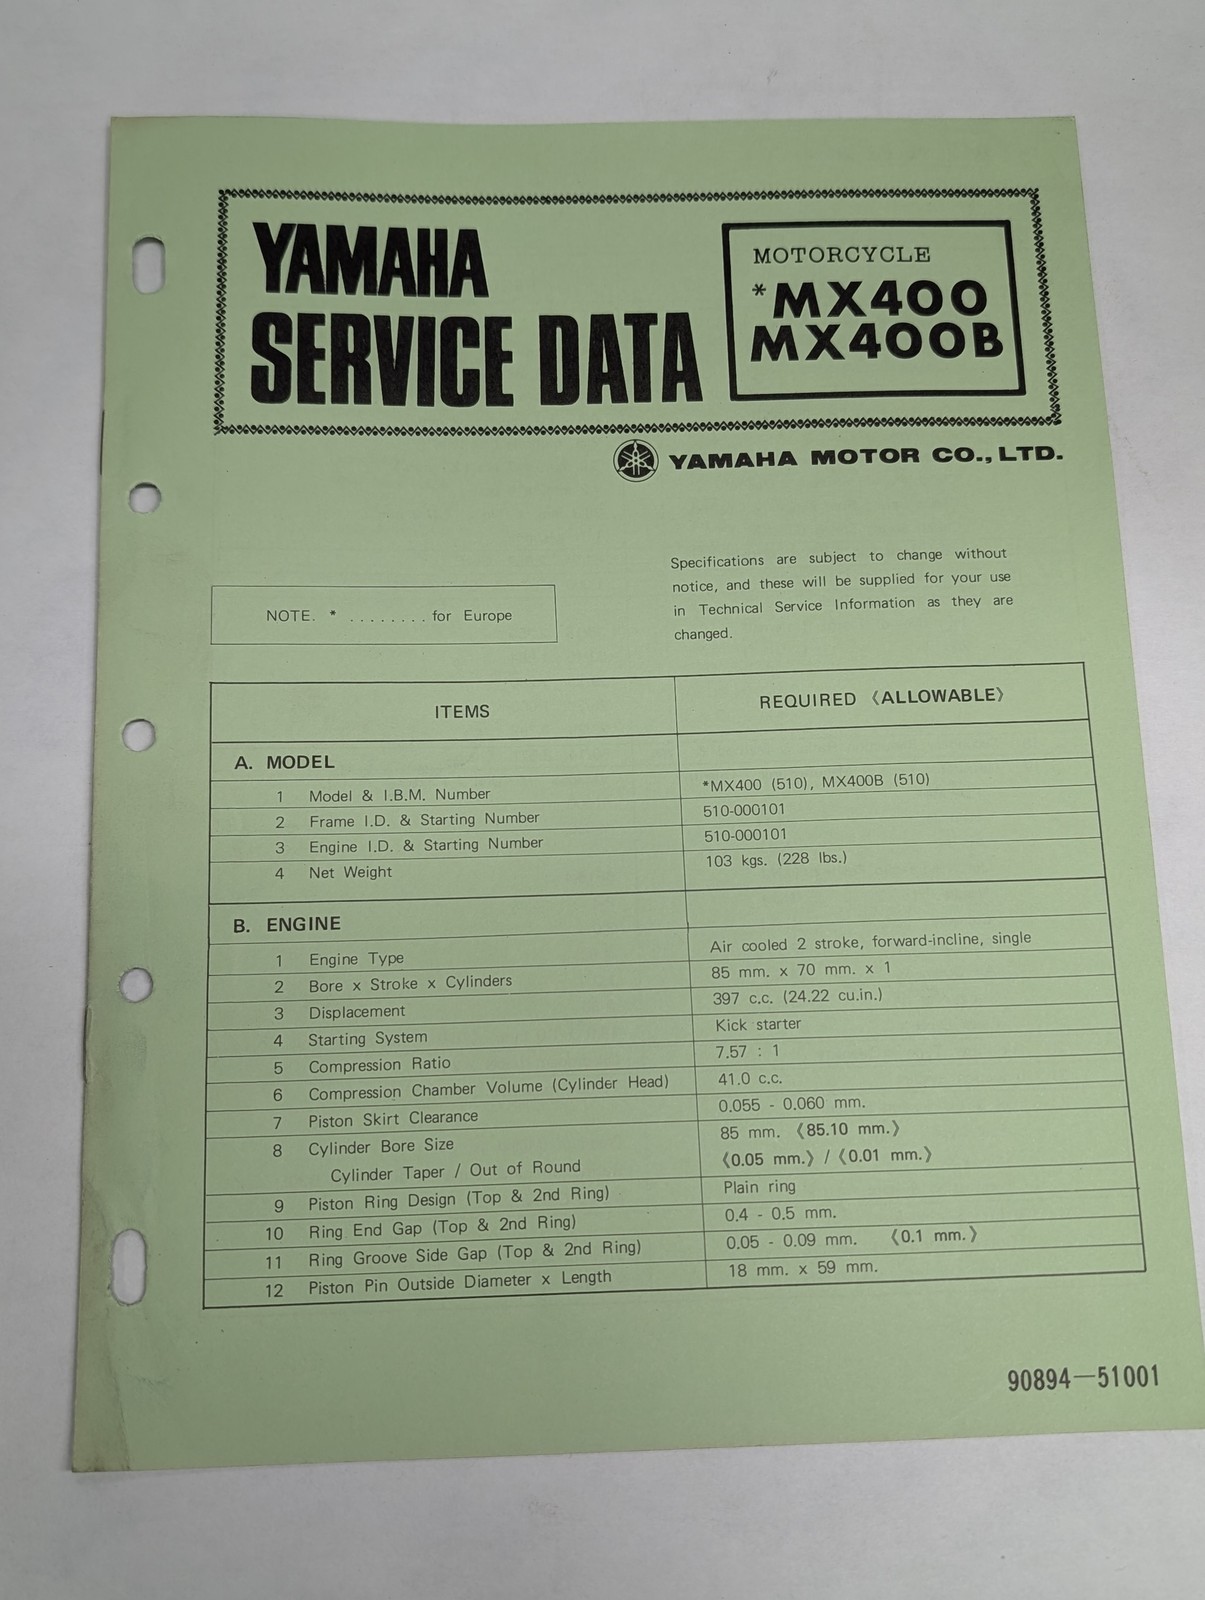 YAMAHA
SERVICE DATA
MOTORCYCLE
*MX400
MX400B
YAMAHA MOTOR CO., LTD.
Specifications are subject to change without
notice, and these will be supplied for your use
in Technical Service Information as they are
changed.
NOTE. * ........ for Europe
ITEMS REQUIRED 〈ALLOWABLE〉
A. MODEL
1 Model & I.B.M. Number *MX400 (510), MX400B (510)
2 Frame I.D. & Starting Number 510-000101
3 Engine I.D. & Starting Number 510-000101
4 Net Weight 103 kgs. (228 lbs.)
B. ENGINE
1 Engine Type Air cooled 2 stroke, forward-incline, single
2 Bore x Stroke x Cylinders 85 mm. x 70 mm. x 1
3 Displacement 397 c.c. (24.22 cu.in.)
4 Starting System Kick starter
5 Compression Ratio 7.57 : 1
6 Compression Chamber Volume (Cylinder Head) 41.0 c.c.
7 Piston Skirt Clearance 0.055 - 0.060 mm.
8 Cylinder Bore Size 85 mm. 〈85.10 mm.〉
Cylinder Taper / Out of Round 〈0.05 mm.〉 / 〈0.01 mm.〉
9 Piston Ring Design (Top & 2nd Ring) Plain ring
10 Ring End Gap (Top & 2nd Ring) 0.4 - 0.5 mm.
11 Ring Groove Side Gap (Top & 2nd Ring) 0.05 - 0.09 mm. 〈0.1 mm.〉
12 Piston Pin Outside Diameter x Length 18 mm. x 59 mm.
90894-51001